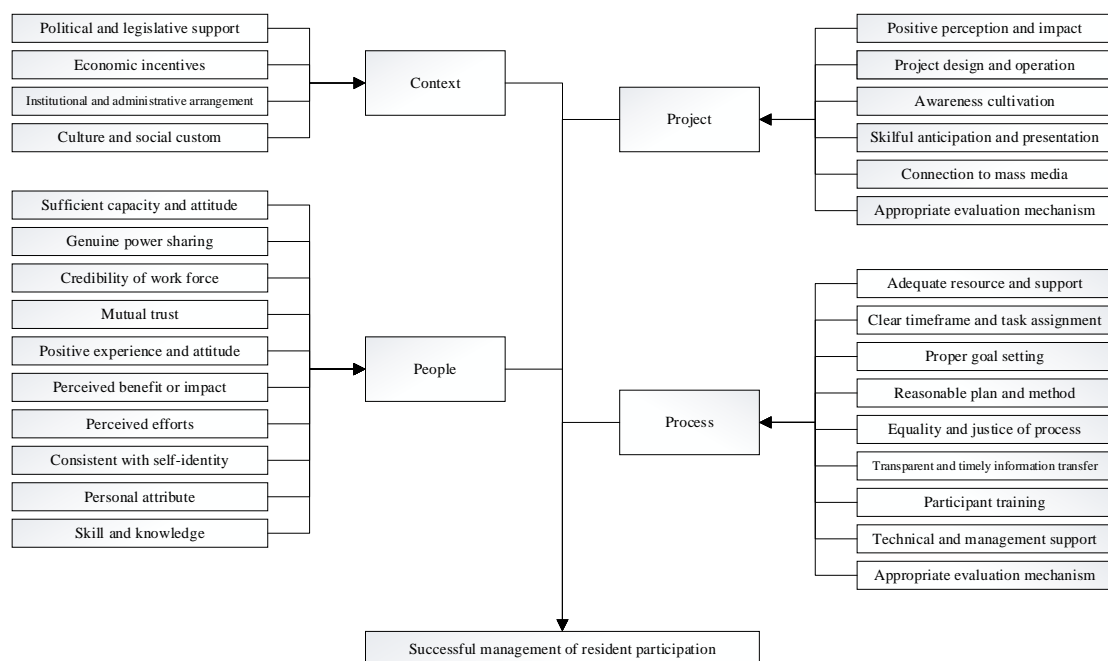 Political and legislative support
Economic incentives
Institutional and administrative arrangement
Culture and social custom
Context
Sufficient capacity and attitude
Genuine power sharing
Credibility of work force
Mutual trust
Positive experience and attitude
Perceived benefit or impact
Perceived efforts
Consistent with self-identity
Personal attribute
Skill and knowledge
People
Project
Positive perception and impact
Project design and operation
Awareness cultivation
Skilful anticipation and presentation
Connection to mass media
Appropriate evaluation mechanism
Process
Adequate resource and support
Clear timeframe and task assignment
Proper goal setting
Reasonable plan and method
Equality and justice of process
Transparent and timely information transfer
Participant training
Technical and management support
Appropriate evaluation mechanism
Successful management of resident participation